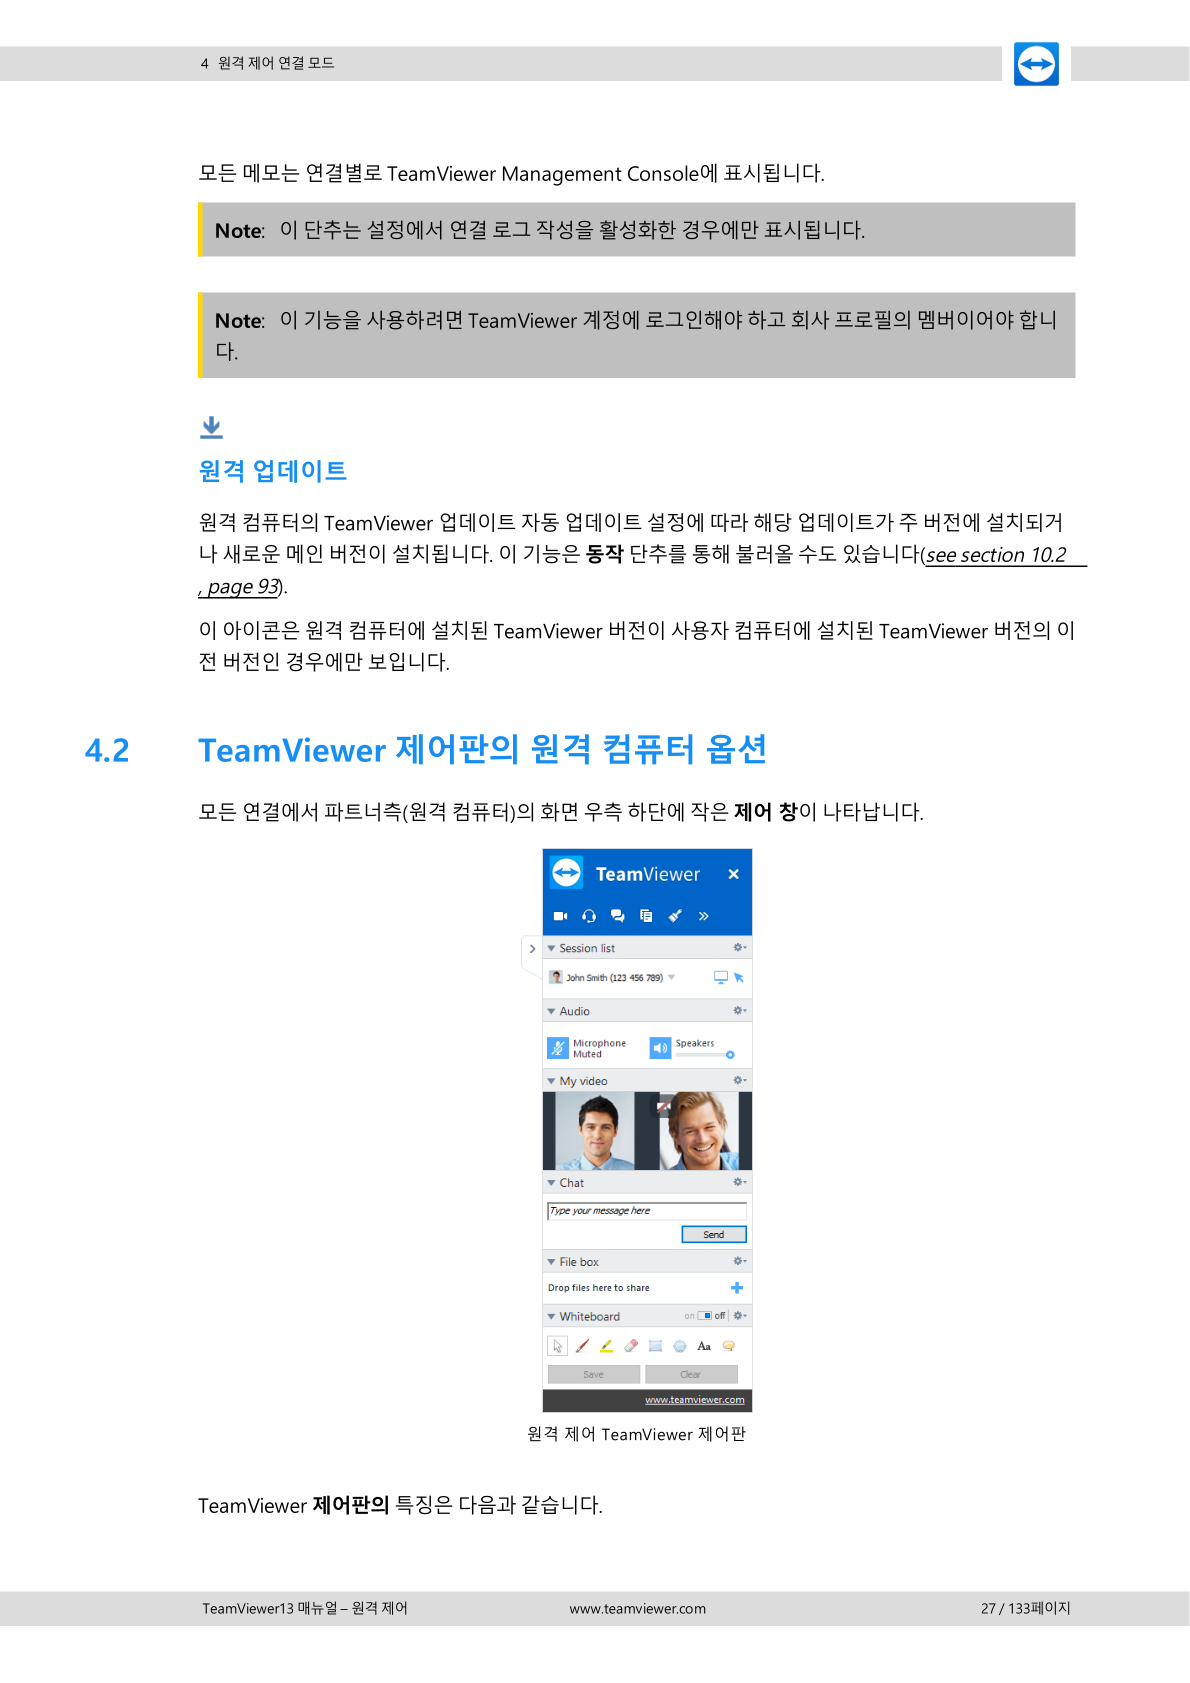 4 원격 제어 연결 모드
모든 메모는 연결별로 TeamViewer Management Console에 표시됩니다.
Note: 이 단추는 설정에서 연결 로그 작성을 활성화한 경우에만 표시됩니다.
Note: 이 기능을 사용하려면 TeamViewer 계정에 로그인해야 하고 회사 프로필의 멤버이어야 합니
다.
원격 업데이트
원격 컴퓨터의 TeamViewer 업데이트 자동 업데이트 설정에 따라 해당 업데이트가 주 버전에 설치되거
나 새로운 메인 버전이 설치됩니다. 이 기능은 동작 단추를 통해 불러올 수도 있습니다(see section 10.2
, page 93).
이 아이콘은 원격 컴퓨터에 설치된 TeamViewer 버전이 사용자 컴퓨터에 설치된 TeamViewer 버전의 이
전 버전인 경우에만 보입니다.
4.2 TeamViewer 제어판의 원격 컴퓨터 옵션
모든 연결에서 파트너측(원격 컴퓨터)의 화면 우측 하단에 작은 제어 창이 나타납니다.
TeamViewer
Session list
John Smith (123 456 789)
Audio
Microphone Speakers
Muted
My video
Chat
Type your message here
Send
File box
Drop files here to share
Whiteboard on off
Aa
Save Clear
www.teamviewer.com
원격 제어 TeamViewer 제어판
TeamViewer 제어판의 특징은 다음과 같습니다.
TeamViewer13 매뉴얼 – 원격 제어 www.teamviewer.com 27 / 133페이지